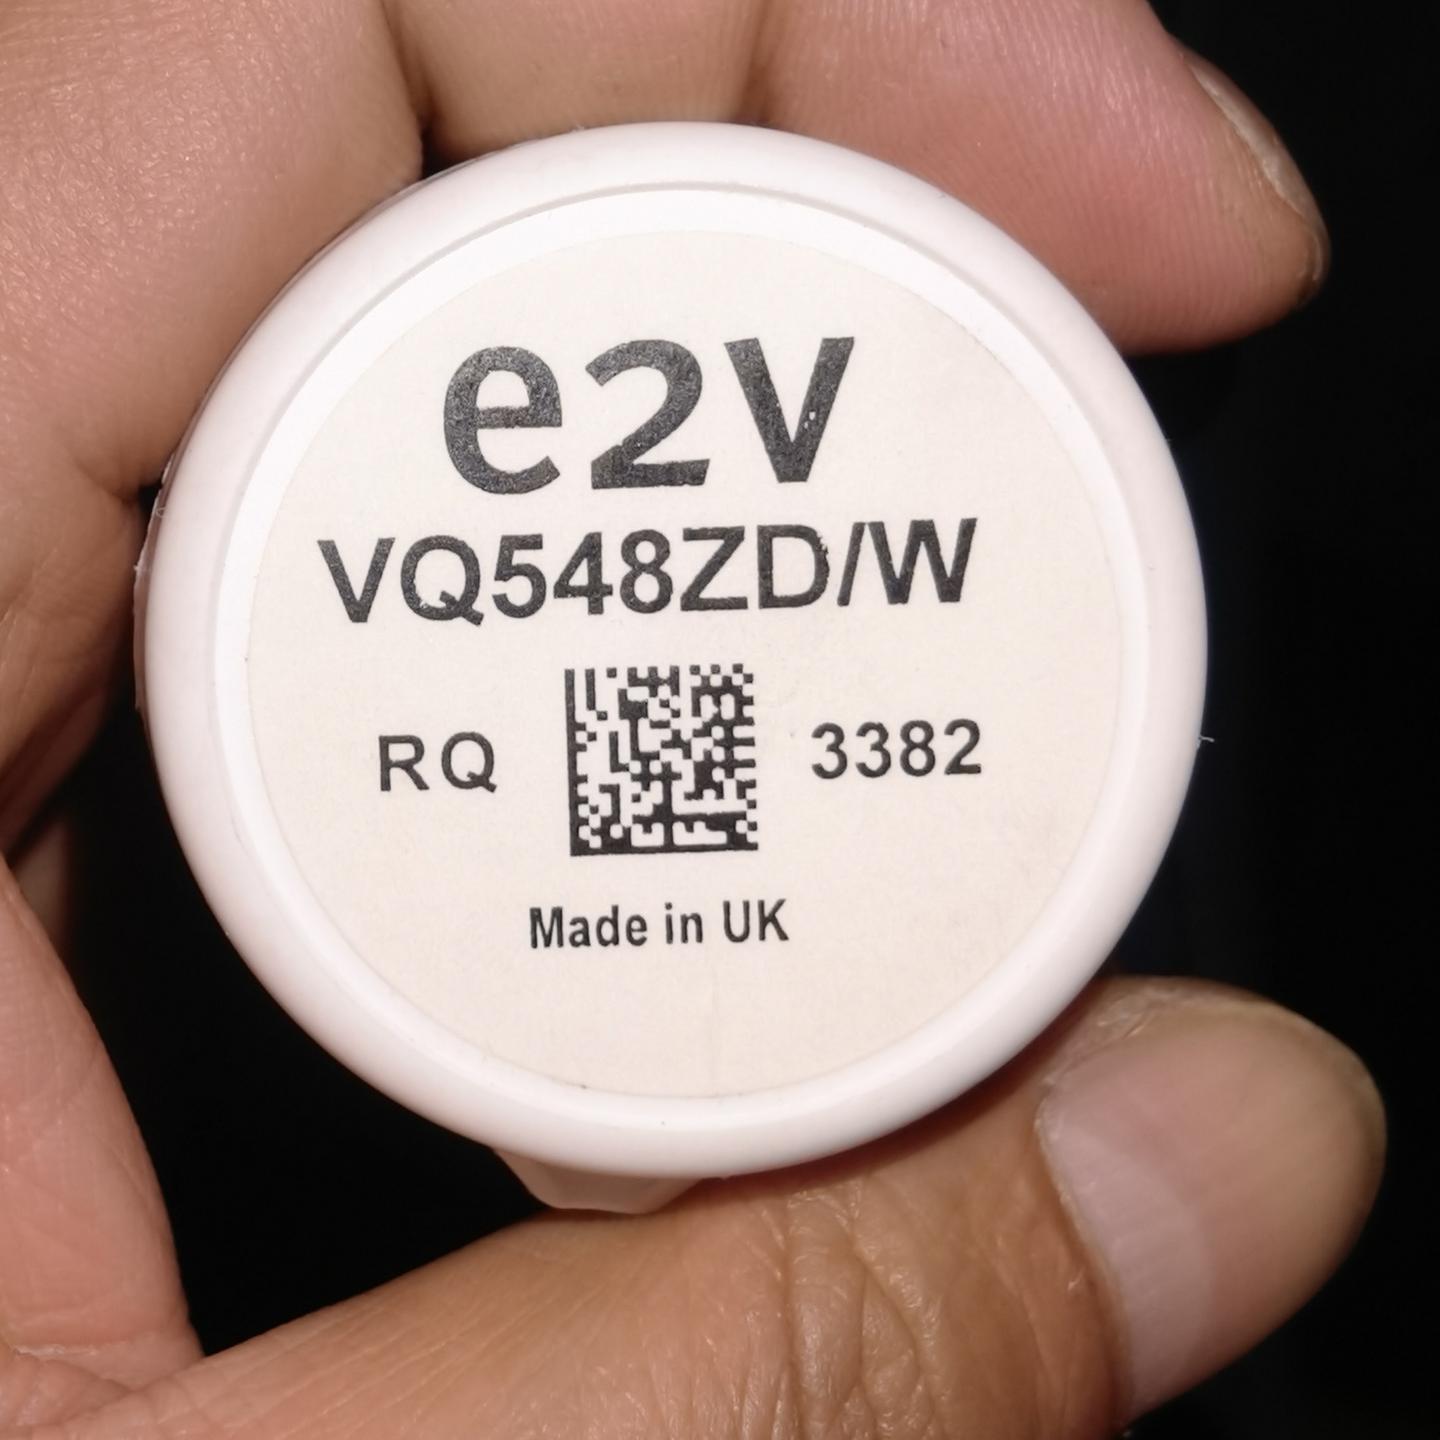 e2v
VQ548ZD/W
RQ 3382
Made in UK